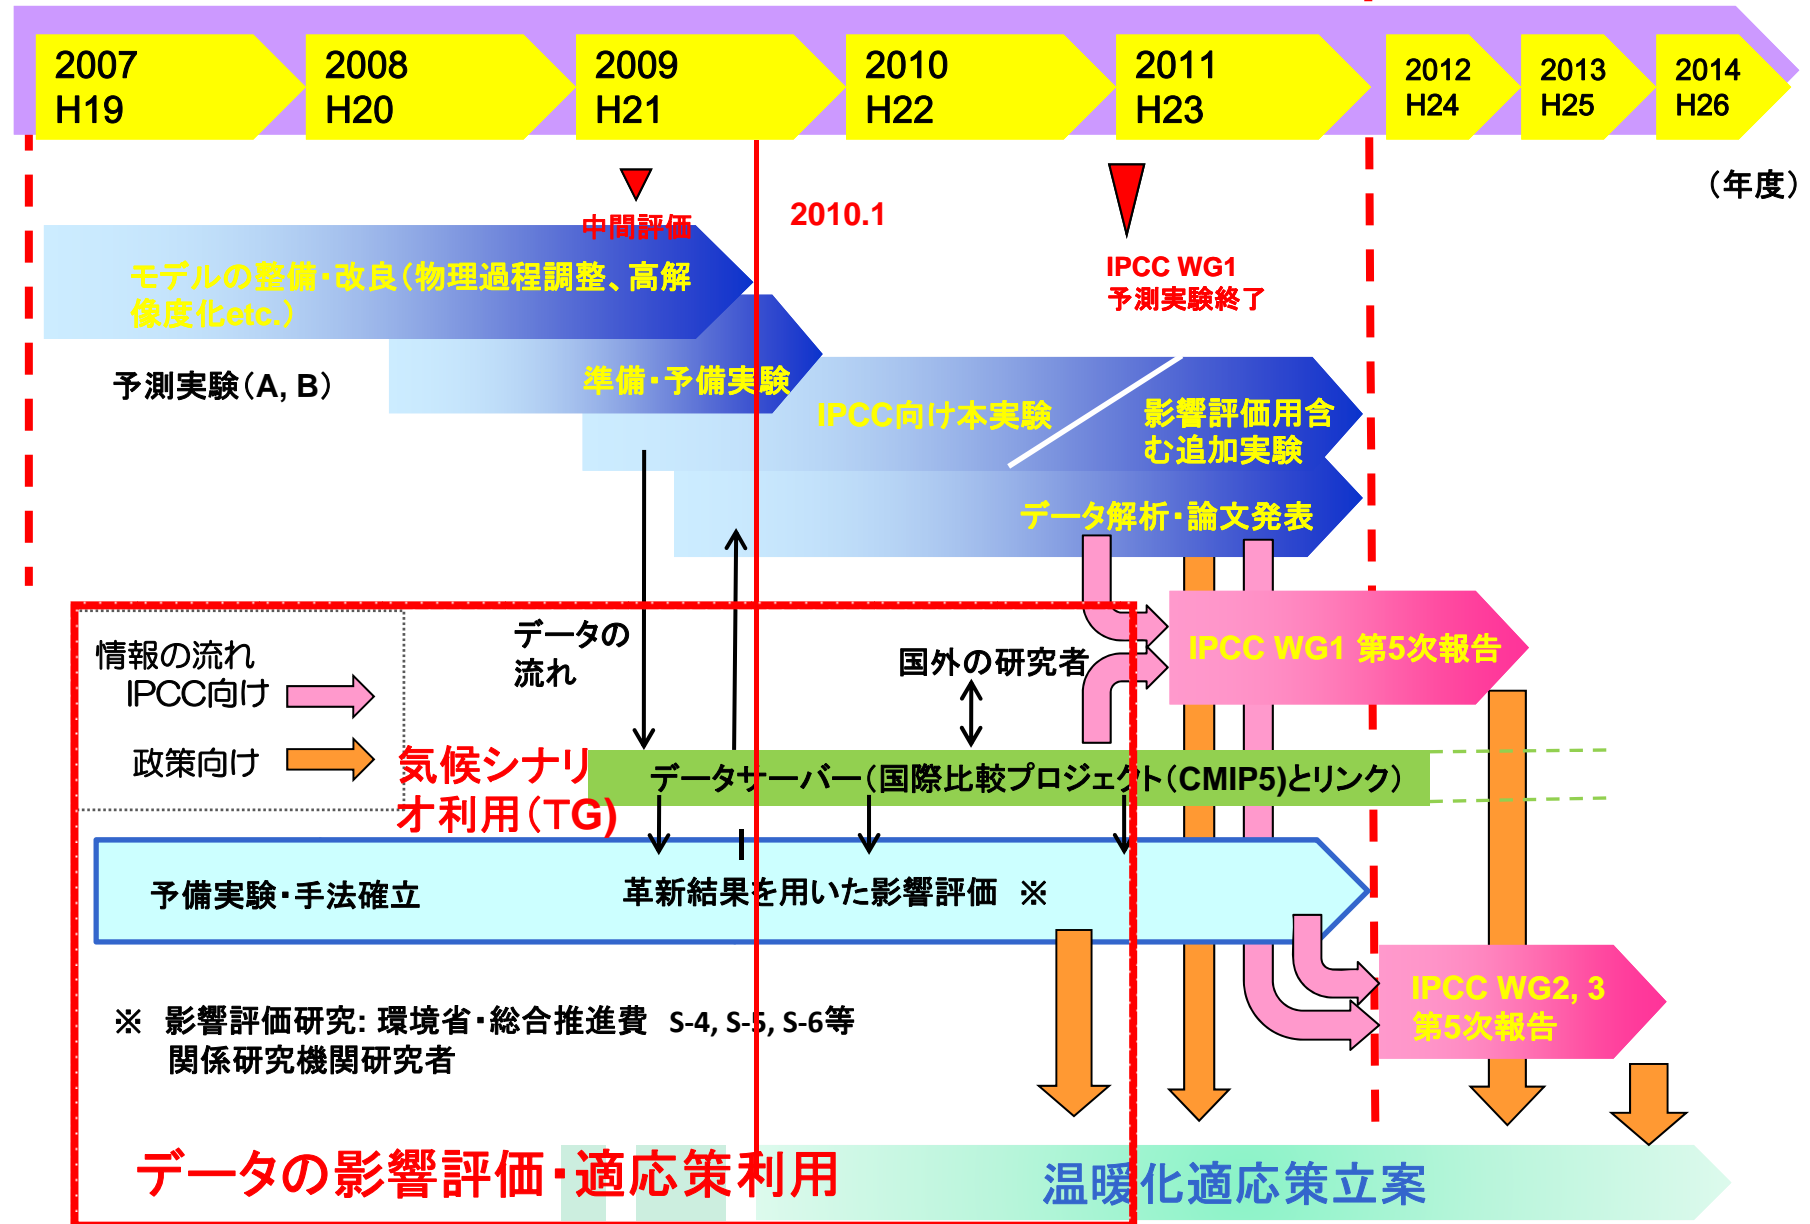 2007
H19
2008
H20
2009
H21
2010
H22
2011
H23
2012
H24
2013
H25
2014
H26
（年度）
中間評価
2010.1
IPCC WG1
予測実験終了
モデルの整備・改良（物理過程調整、高解
像度化etc.）
予測実験（A, B）
準備・予備実験
IPCC向け本実験
影響評価用含
む追加実験
データ解析・論文発表
情報の流れ
IPCC向け
政策向け
データの
流れ
国外の研究者
IPCC WG1 第5次報告
気候シナリ
オ利用（TG)
データサーバー（国際比較プロジェクト（CMIP5)とリンク）
予備実験・手法確立
革新結果を用いた影響評価 ※
IPCC WG2, 3
第5次報告
※ 影響評価研究: 環境省・総合推進費 S-4, S-5, S-6等
関係研究機関研究者
データの影響評価・適応策利用
温暖化適応策立案